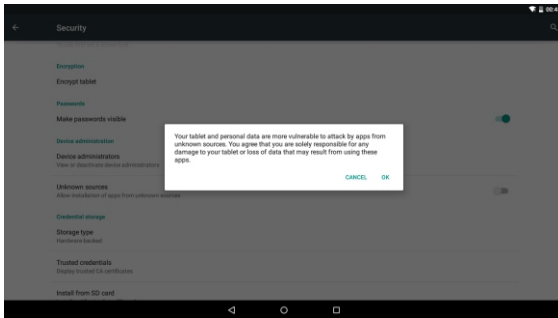 Security
Encryption
Encrypt tablet
Passwords
Make passwords visible
Device administration
Device administrators
View or deactivate device administrators
Unknown sources
Allow installation of apps from unknown sources
Your tablet and personal data are more vulnerable to attack by apps from
unknown sources. You agree that you are solely responsible for any
damage to your tablet or loss of data that may result from using these
apps.
CANCEL OK
Credential storage
Storage type
Hardware-backed
Trusted credentials
Display trusted CA certificates
Install from SD card